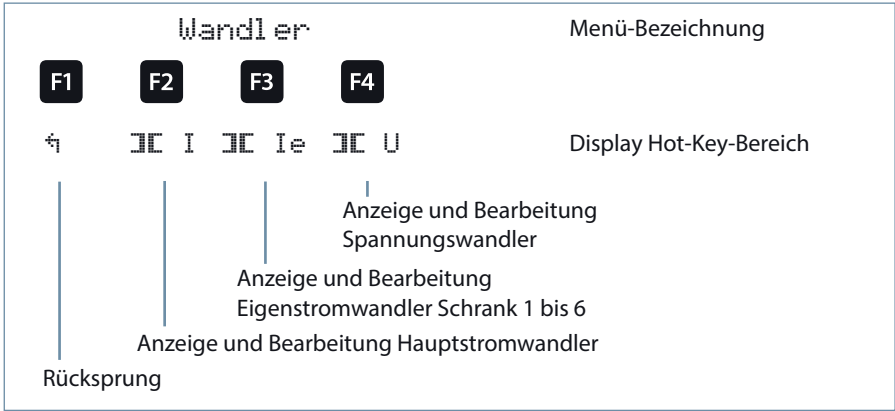 Wandler Menü-Bezeichnung
F1 F2 F3 F4
I Ie U Display Hot-Key-Bereich
Anzeige und Bearbeitung
Spannungswandler
Anzeige und Bearbeitung
Eigenstromwandler Schrank 1 bis 6
Anzeige und Bearbeitung Hauptstromwandler
Rücksprung